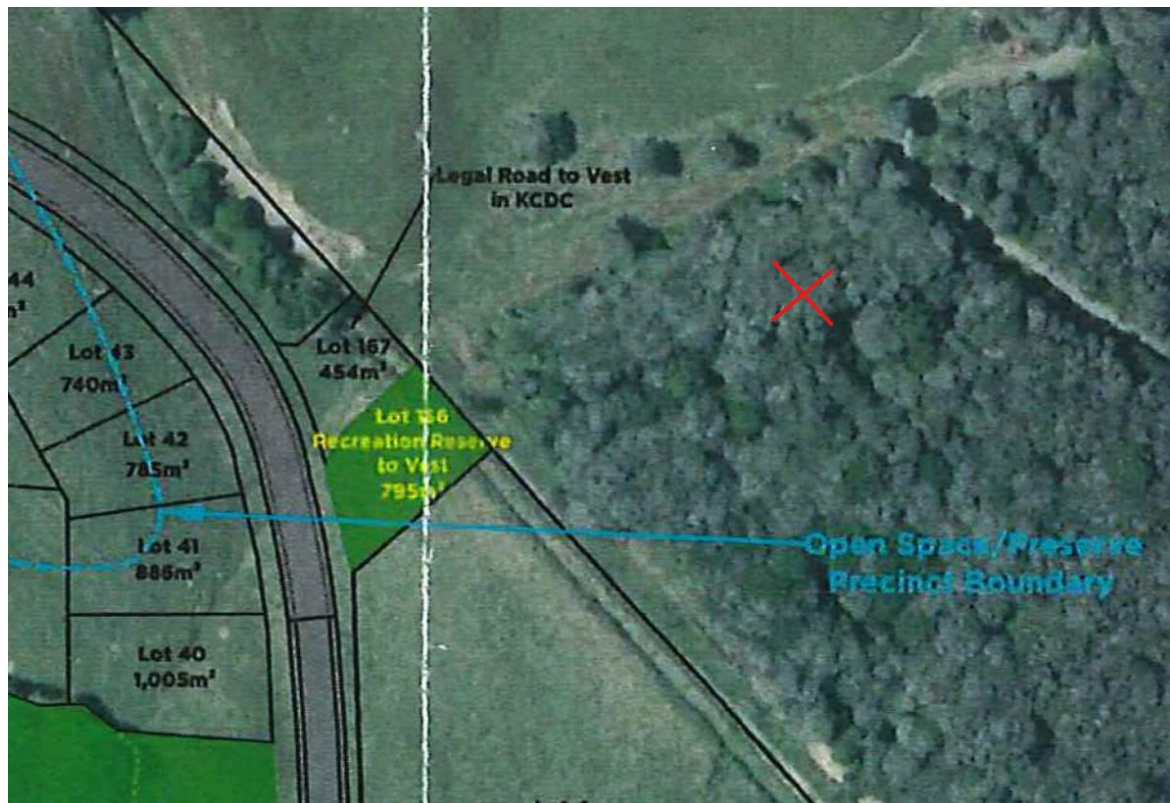 Legal Road to Vest
in KCDC
44
Lot 43
740m²
Lot 167
454m²
Lot 166
Recreation Reserve
to Vest
795m²
Lot 42
785m²
Lot 41
886m²
Open Space/Preserve
Precinct Boundary
Lot 40
1,005m²